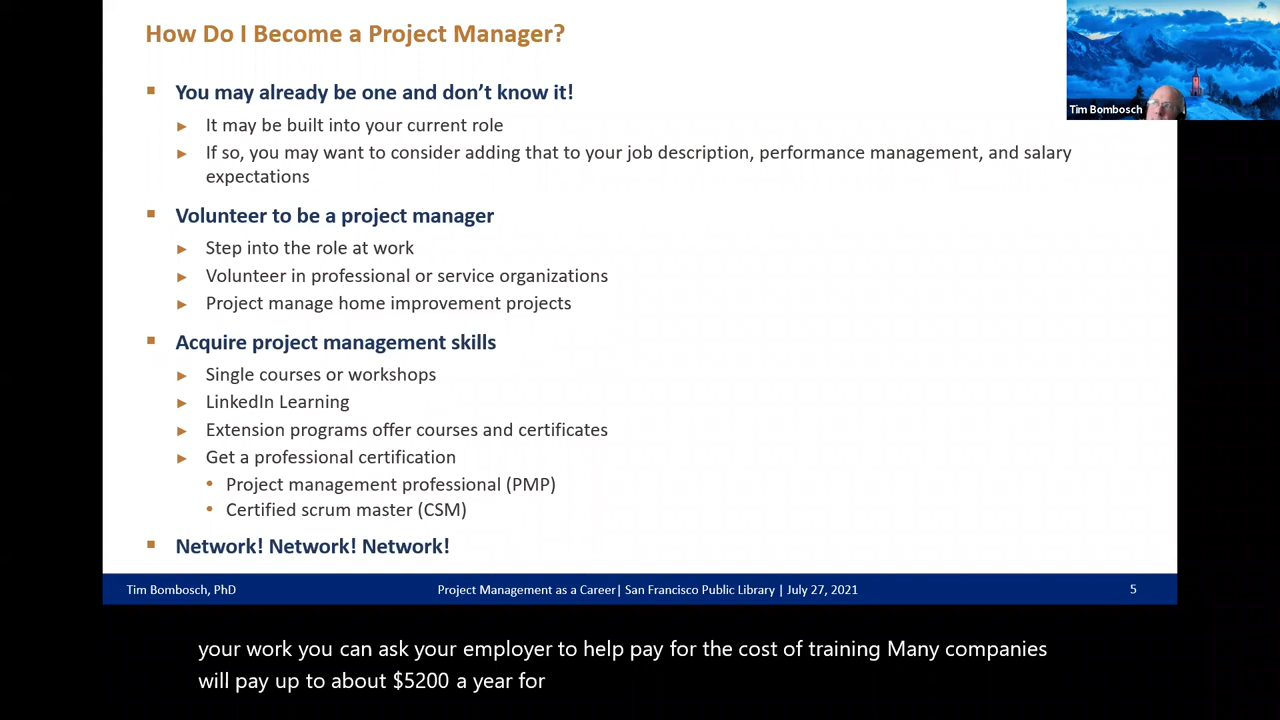 How Do I Become a Project Manager?
You may already be one and don't know it!
It may be built into your current role
If so, you may want to consider adding that to your job description, performance management, and salary
expectations
Volunteer to be a project manager
Step into the role at work
Volunteer in professional or service organizations
Project manage home improvement projects
Acquire project management skills
Single courses or workshops
LinkedIn Learning
Extension programs offer courses and certificates
Get a professional certification
Project management professional (PMP)
Certified scrum master (CSM)
Network! Network! Network!
Tim Bombosch, PhD
Project Management as a Career| San Francisco Public Library | July 27, 2021
5
Tim Bombosch
your work you can ask your employer to help pay for the cost of training Many companies
will pay up to about $5200 a year for